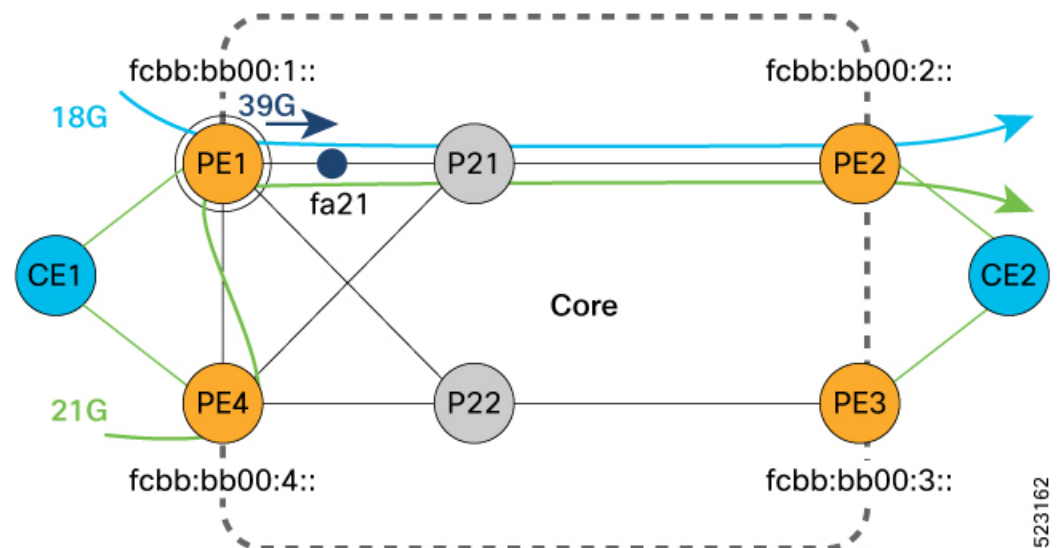 fcbb:bb00:1::
fcbb:bb00:2::
18G
39G
PE1
P21
PE2
fa21
CE1
CE2
Core
PE4
P22
PE3
21G
fcbb:bb00:4::
fcbb:bb00:3::
523162